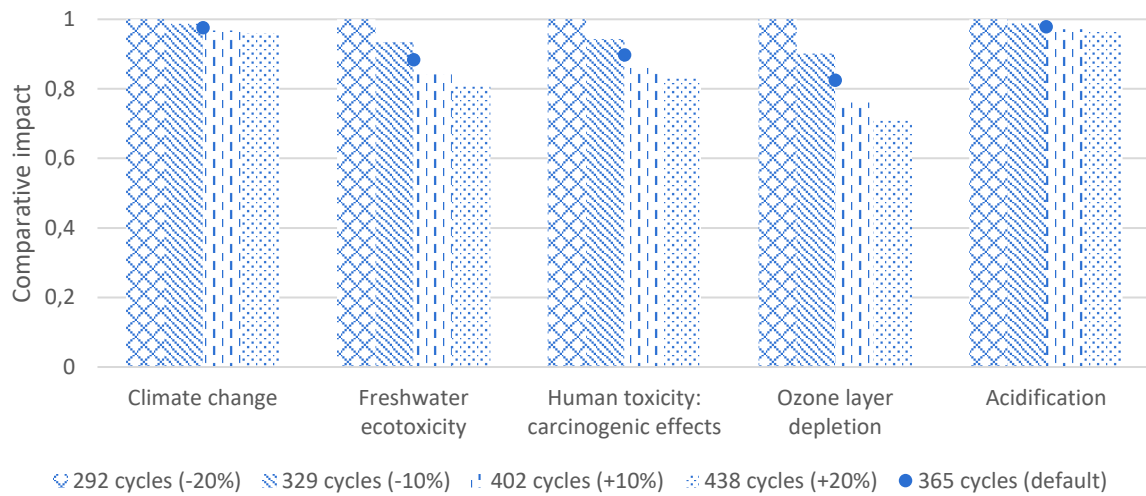 Comparative impact
1
0,8
0,6
0,4
0,2
0
Climate change
Freshwater
ecotoxicity
Human toxicity:
carcinogenic effects
Ozone layer
depletion
Acidification
292 cycles (-20%)
329 cycles (-10%)
402 cycles (+10%)
438 cycles (+20%)
365 cycles (default)